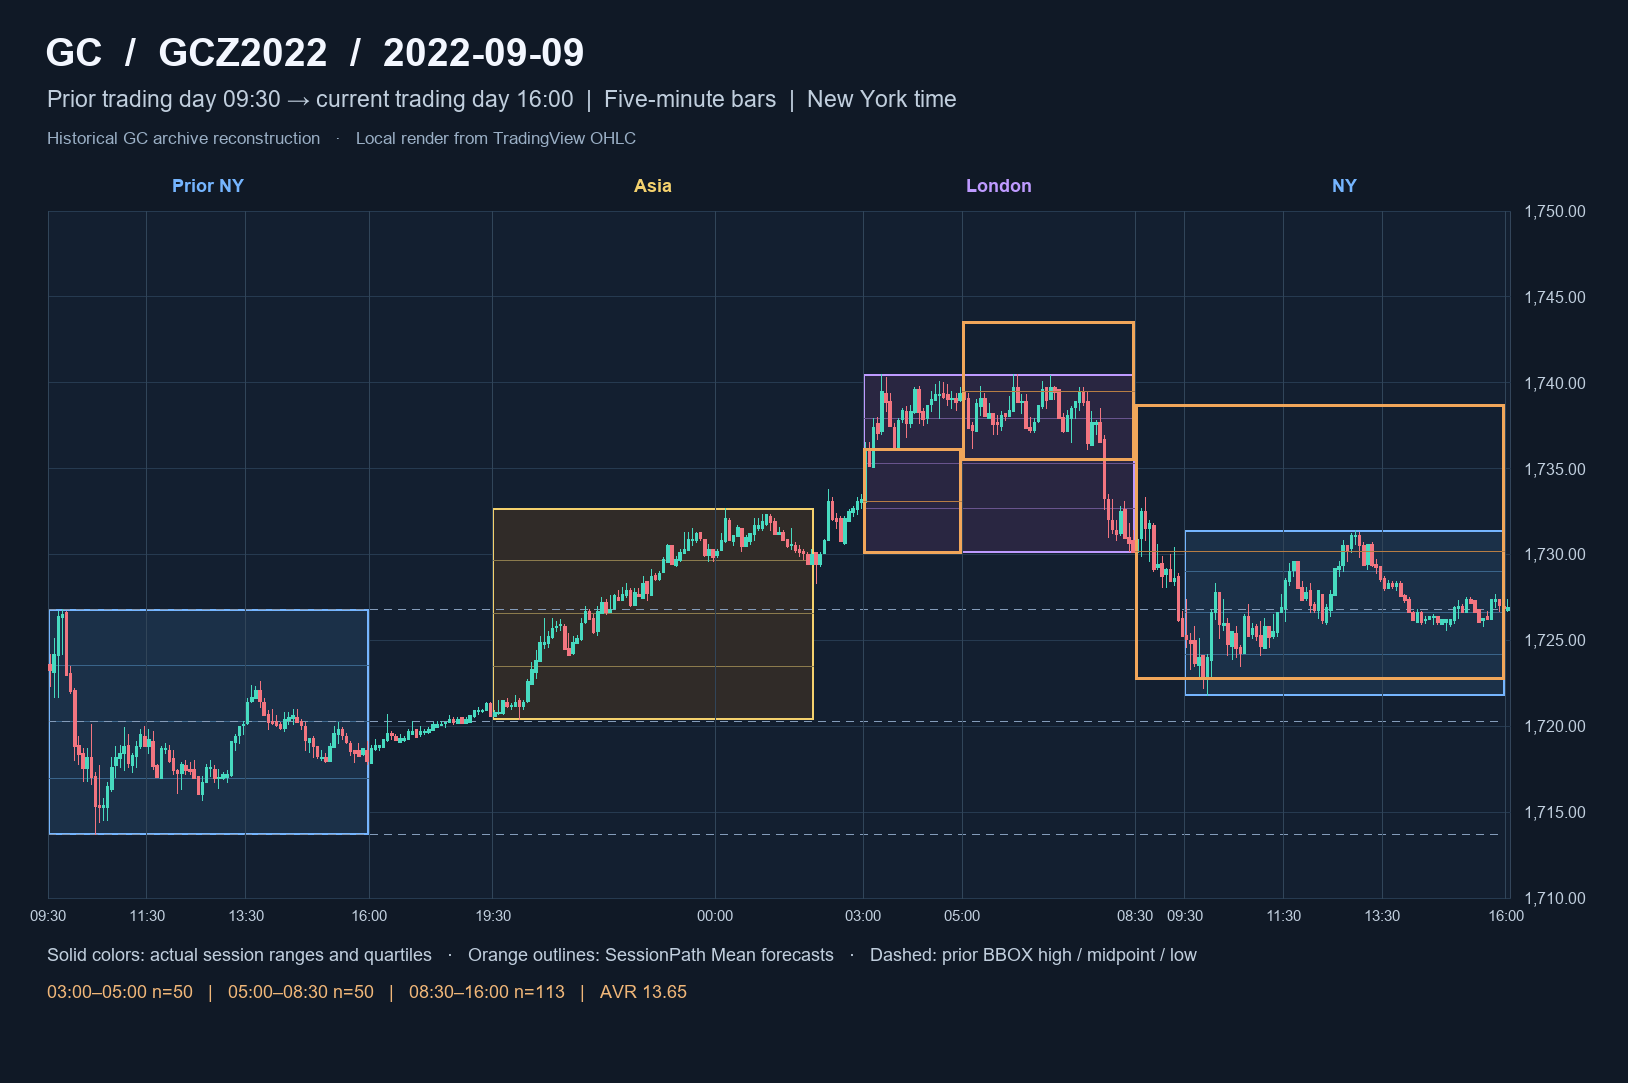 GC / GCZ2022 / 2022-09-09
Prior trading day 09:30 → current trading day 16:00 | Five-minute bars | New York time
Historical GC archive reconstruction · Local render from TradingView OHLC
Prior NY Asia London NY
1,750.00
1,745.00
1,740.00
1,735.00
1,730.00
1,725.00
1,720.00
1,715.00
1,710.00
09:30 11:30 13:30 16:00 19:30 00:00 03:00 05:00 08:30 09:30 11:30 13:30 16:00
Solid colors: actual session ranges and quartiles · Orange outlines: SessionPath Mean forecasts · Dashed: prior BBOX high / midpoint / low
03:00–05:00 n=50 | 05:00–08:30 n=50 | 08:30–16:00 n=113 | AVR 13.65